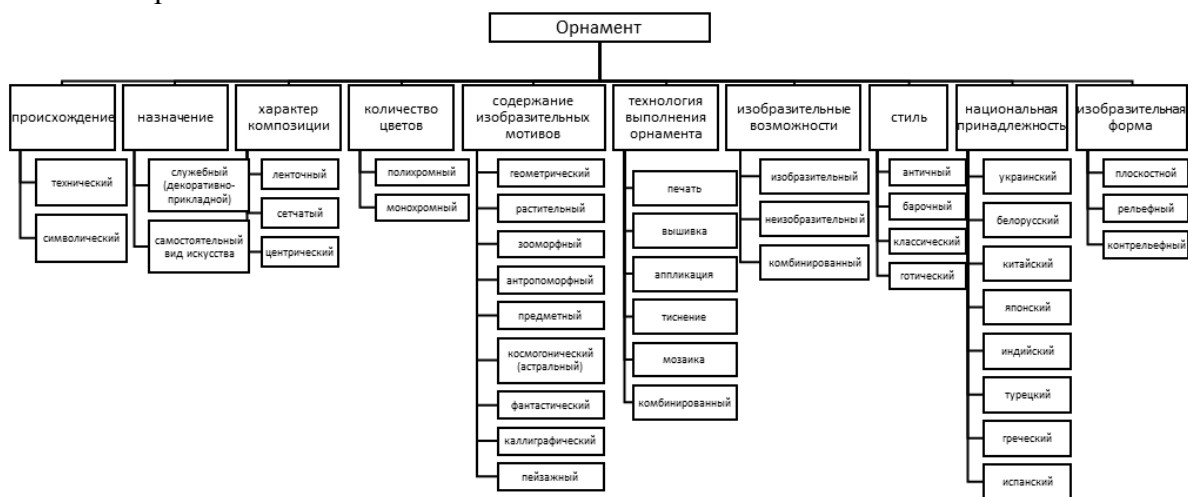 Орнамент
происхождение
технический
символический
назначение
служебный
(декоративно-
прикладной)
самостоятельный
вид искусства
характер
композиции
ленточный
сетчатый
центрический
количество
цветов
полихромный
монохромный
содержание
изобразительных
мотивов
геометрический
растительный
зооморфный
антропоморфный
предметный
космогонический
(астральный)
фантастический
каллиграфический
пейзажный
технология
выполнения
орнамента
печать
вышивка
аппликация
тиснение
мозаика
комбинированный
изобразительные
возможности
изобразительный
неизобразительный
комбинированный
стиль
античный
барочный
классический
готический
национальная
принадлежность
украинский
белорусский
китайский
японский
индийский
турецкий
греческий
испанский
изобразительная
форма
плоскостной
рельефный
контрельефный